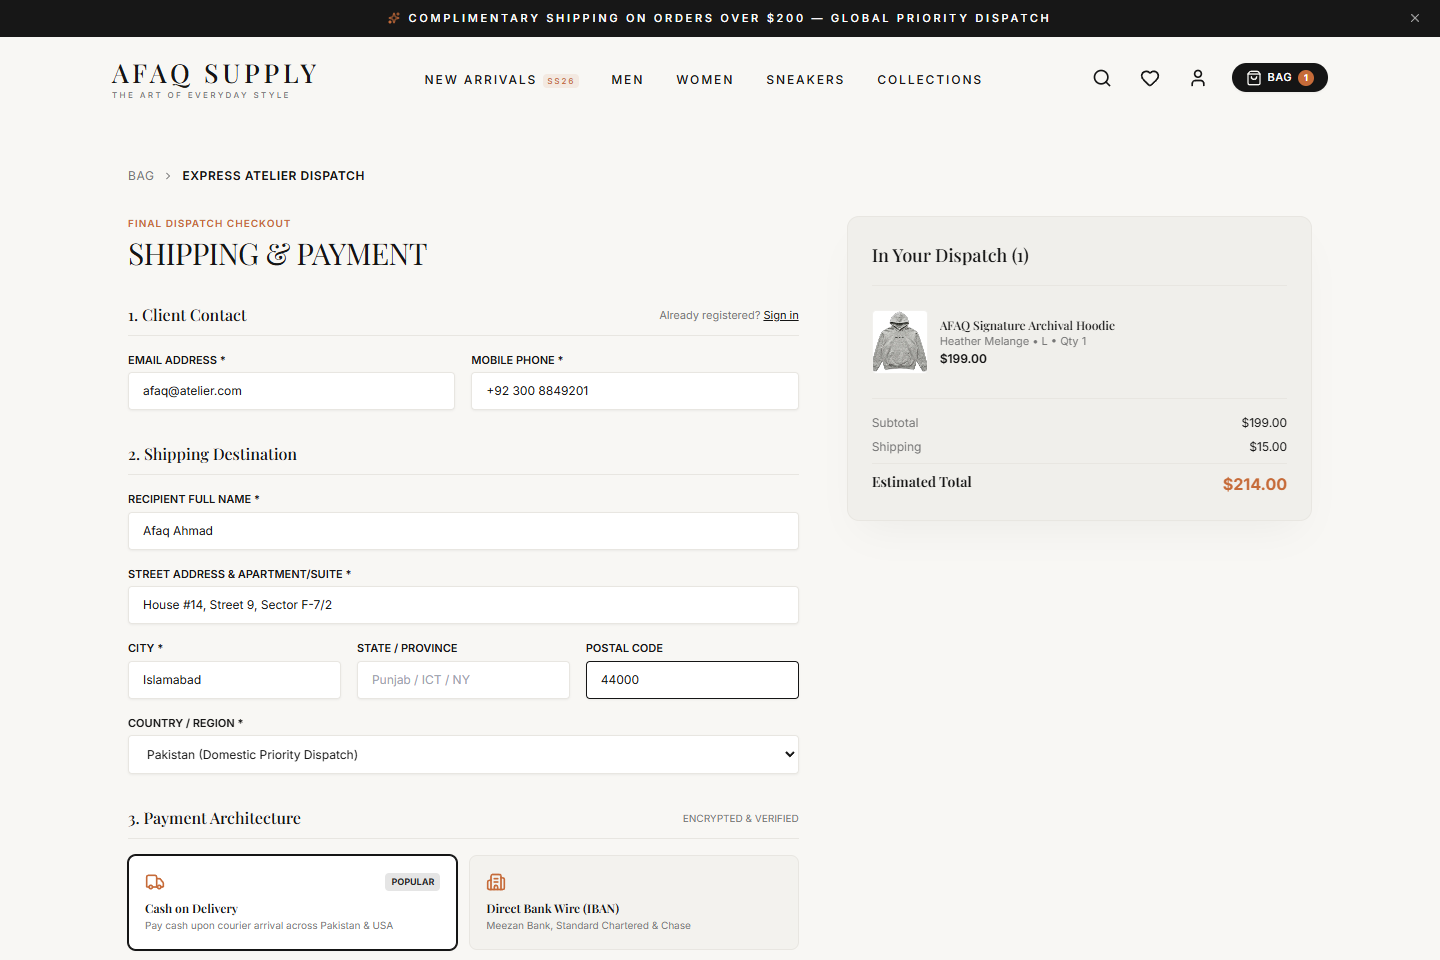 COMPLIMENTARY SHIPPING ON ORDERS OVER $200 — GLOBAL PRIORITY DISPATCH
AFAQ SUPPLY
THE ART OF EVERYDAY STYLE
NEW ARRIVALS SS26 MEN WOMEN SNEAKERS COLLECTIONS
BAG 1
BAG > EXPRESS ATELIER DISPATCH
FINAL DISPATCH CHECKOUT
SHIPPING & PAYMENT
1. Client Contact
Already registered? Sign in
EMAIL ADDRESS * MOBILE PHONE *
afaq@atelier.com +92 300 8849201
2. Shipping Destination
RECIPIENT FULL NAME *
Afaq Ahmad
STREET ADDRESS & APARTMENT/SUITE *
House #14, Street 9, Sector F-7/2
CITY * STATE / PROVINCE POSTAL CODE
Islamabad Punjab / ICT / NY 44000
COUNTRY / REGION *
Pakistan (Domestic Priority Dispatch)
3. Payment Architecture
ENCRYPTED & VERIFIED
POPULAR
Cash on Delivery
Pay cash upon courier arrival across Pakistan & USA
Direct Bank Wire (IBAN)
Meezan Bank, Standard Chartered & Chase
In Your Dispatch (1)
AFAQ Signature Archival Hoodie
Heather Melange • L • Qty 1
$199.00
Subtotal $199.00
Shipping $15.00
Estimated Total $214.00